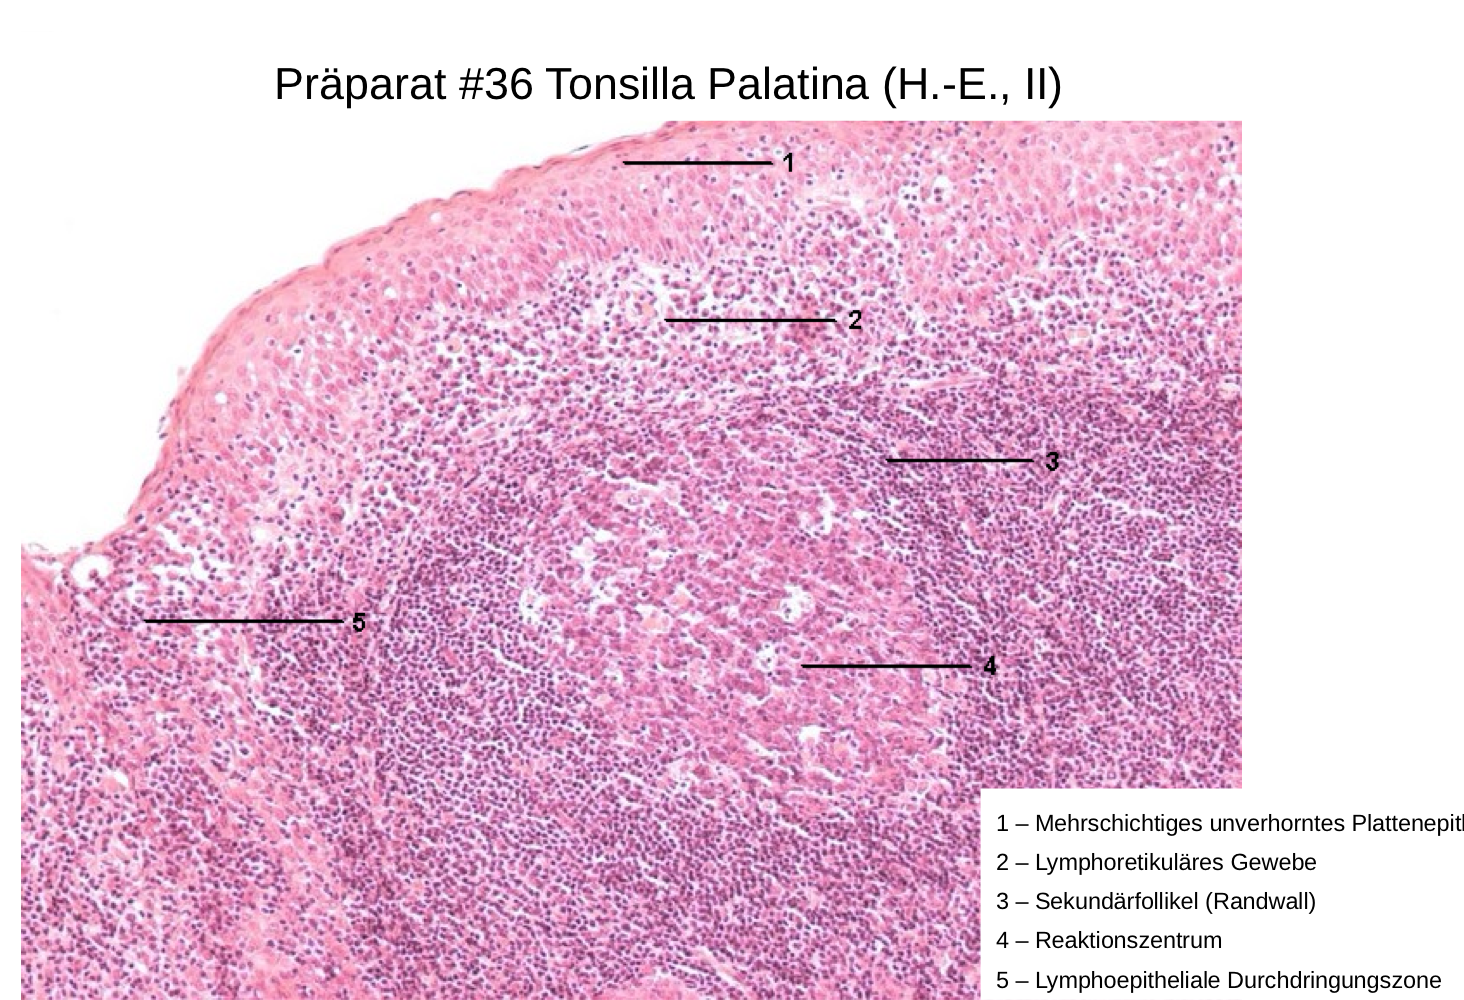 Präparat #36 Tonsilla Palatina (H.-E., II)
1
2
3
5
4
1 – Mehrschichtiges unverhorntes
2 – Lymphoretikuläres Gewebe
3 – Sekundärfollikel (Randwall)
4 – Reaktionszentrum
5 – Lymphoepitheliale Durchdringungszone